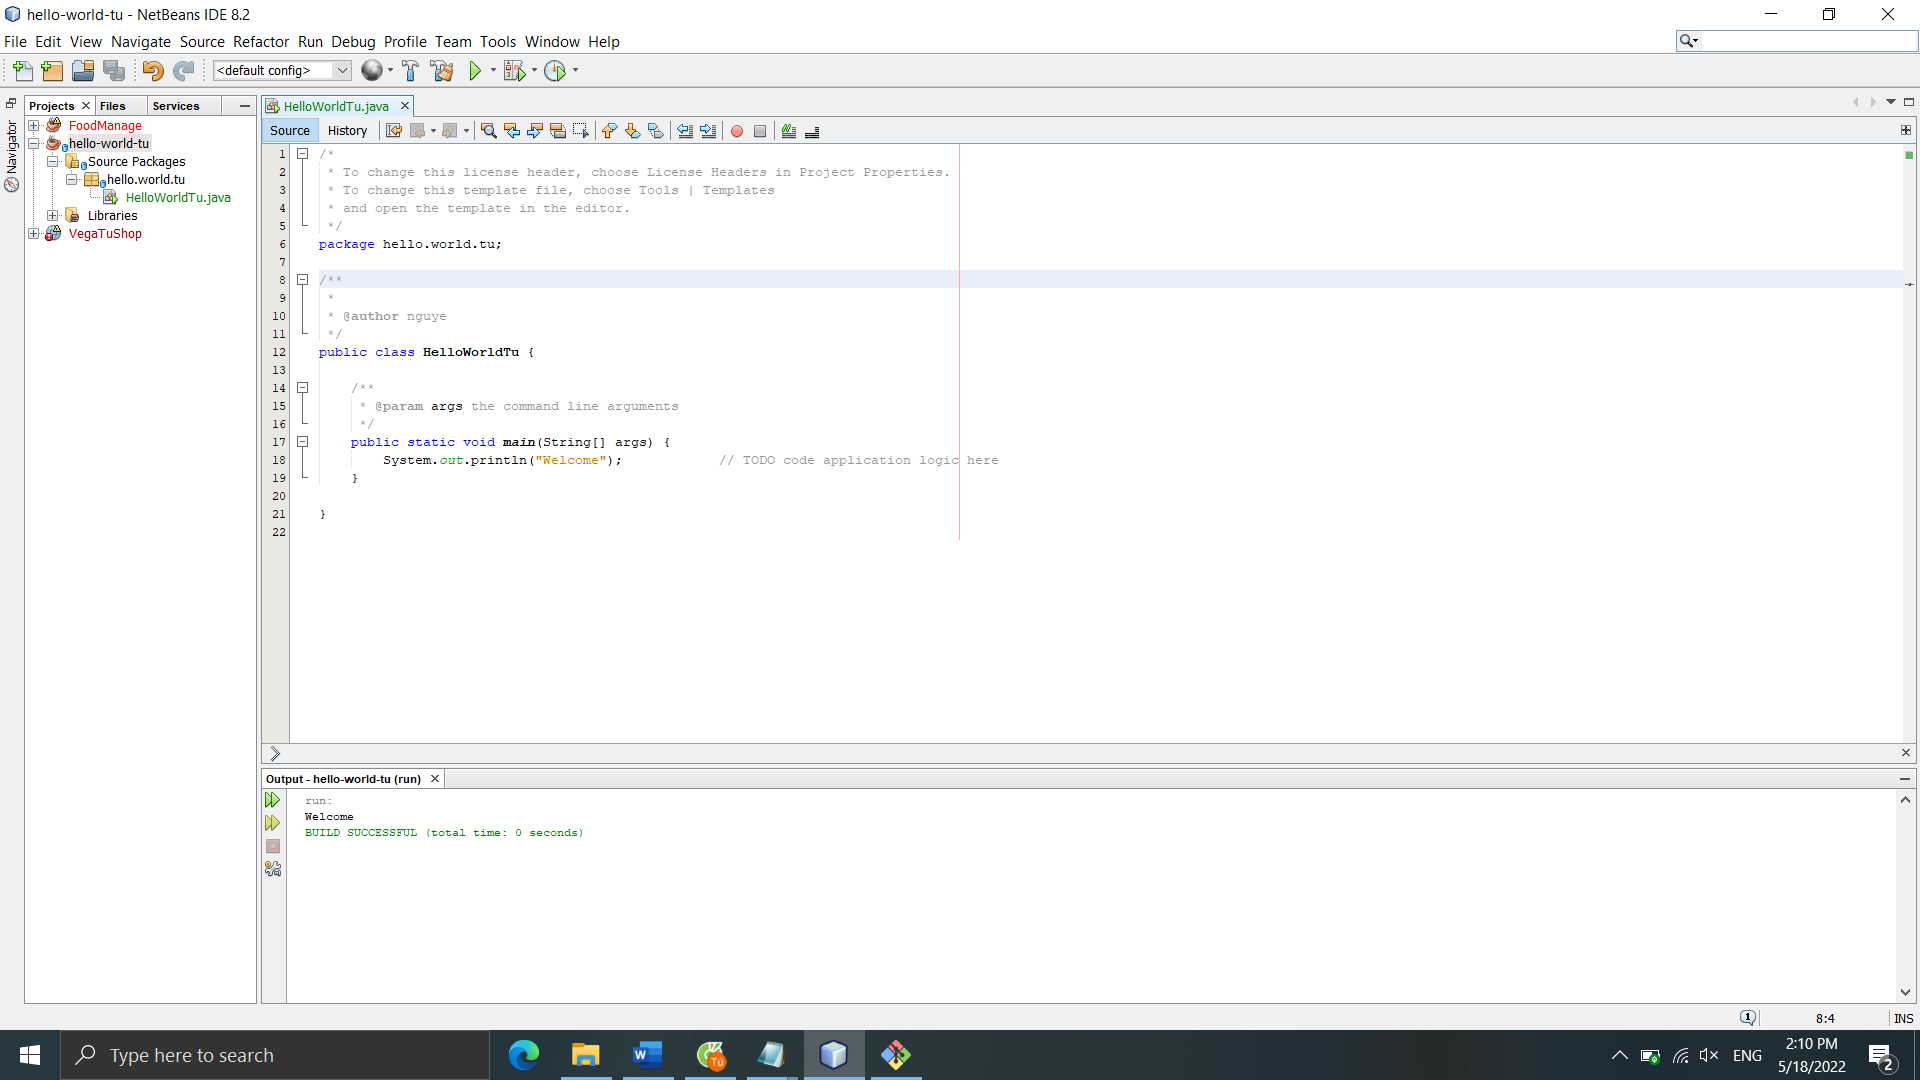 hello-world-tu - NetBeans IDE 8.2
File Edit View Navigate Source Refactor Run Debug Profile Team Tools Window Help
<default config>
Projects Files Services
Navigator
FoodManage
hello-world-tu
Source Packages
hello.world.tu
HelloWorldTu.java
Libraries
VegaTuShop
HelloWorldTu.java
Source History
1 /*
2 * To change this license header, choose License Headers in Project Properties.
3 * To change this template file, choose Tools | Templates
4 * and open the template in the editor.
5 */
6 package hello.world.tu;
7
8 /**
9 *
10 * @author nguye
11 */
12 public class HelloWorldTu {
13
14 /**
15 * @param args the command line arguments
16 */
17 public static void main(String[] args) {
18 System.out.println("Welcome"); // TODO code application logic here
19 }
20
21 }
22
Output - hello-world-tu (run)
run:
Welcome
BUILD SUCCESSFUL (total time: 0 seconds)
1 8:4 INS
Type here to search
W
Tú
ENG
2:10 PM
5/18/2022
2